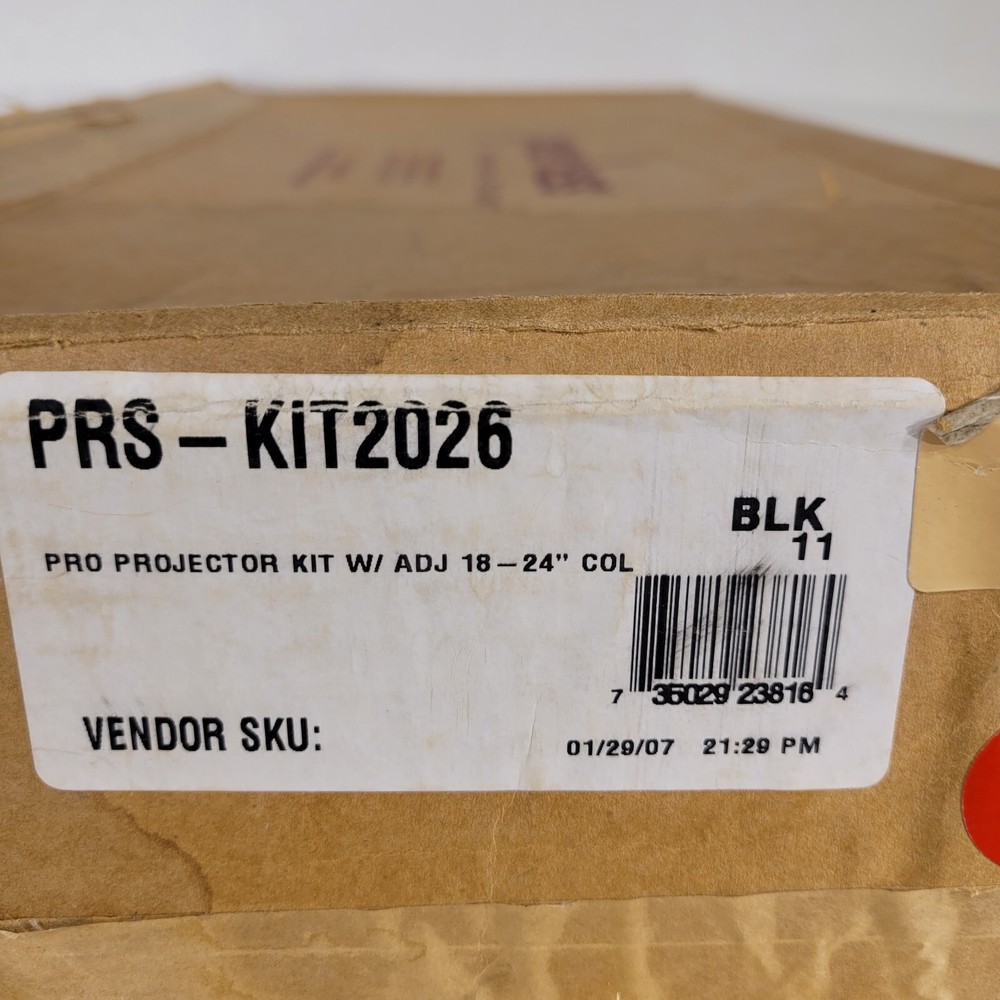 PRS – KIT2026
BLK
11
PRO PROJECTOR KIT W/ ADJ 18–24" COL
7 35029 23816 4
VENDOR SKU:
01/29/07 21:29 PM